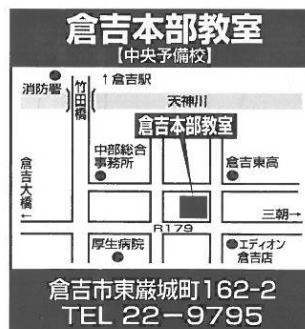 倉吉本部教室
【中央予備校】
消防署
竹田橋
↑倉吉駅
天神川
倉吉本部教室
中部総合
事務所
倉吉東高
倉吉大橋
←
三朝→
R179
厚生病院
エディオン
倉吉店
倉吉市東巌城町162-2
TEL 22-9795